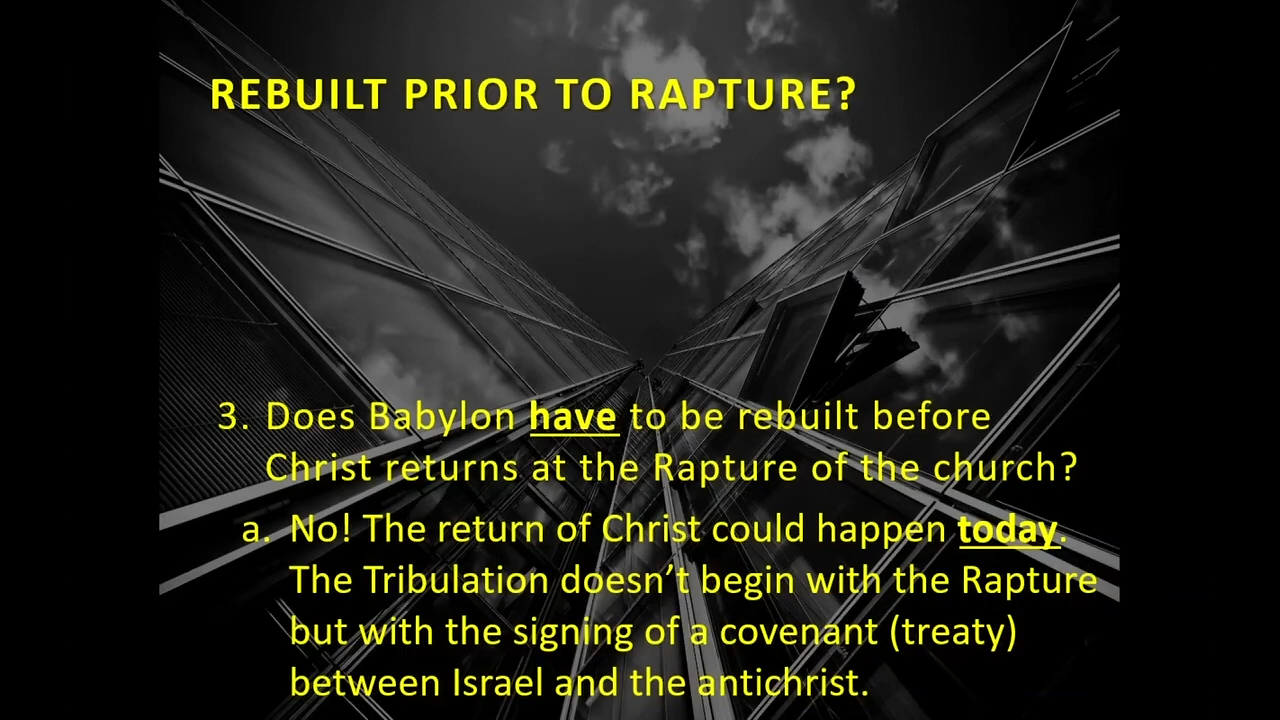 REBUILT PRIOR TO RAPTURE?
3. Does Babylon have to be rebuilt before
Christ returns at the Rapture of the church?
a. No! The return of Christ could happen today.
The Tribulation doesn’t begin with the Rapture
but with the signing of a covenant (treaty)
between Israel and the antichrist.